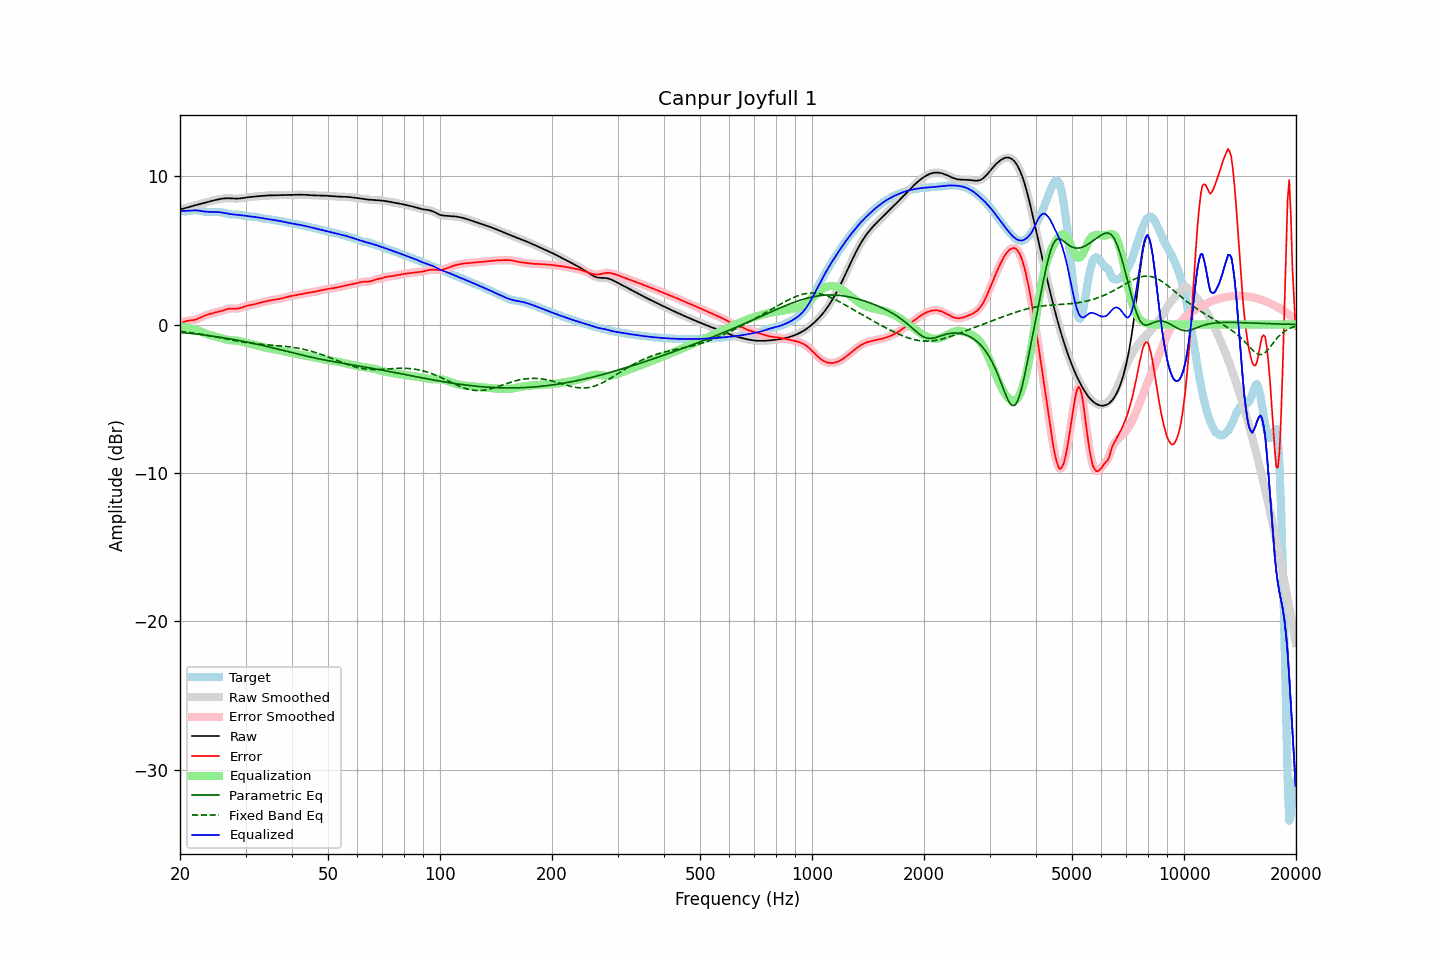 Canpur Joyfull 1
Amplitude (dBr)
10
0
−10
−20
−30
Target
Raw Smoothed
Error Smoothed
Raw
Error
Equalization
Parametric Eq
Fixed Band Eq
Equalized
20 50 100 200 500 1000 2000 5000 10000 20000
Frequency (Hz)